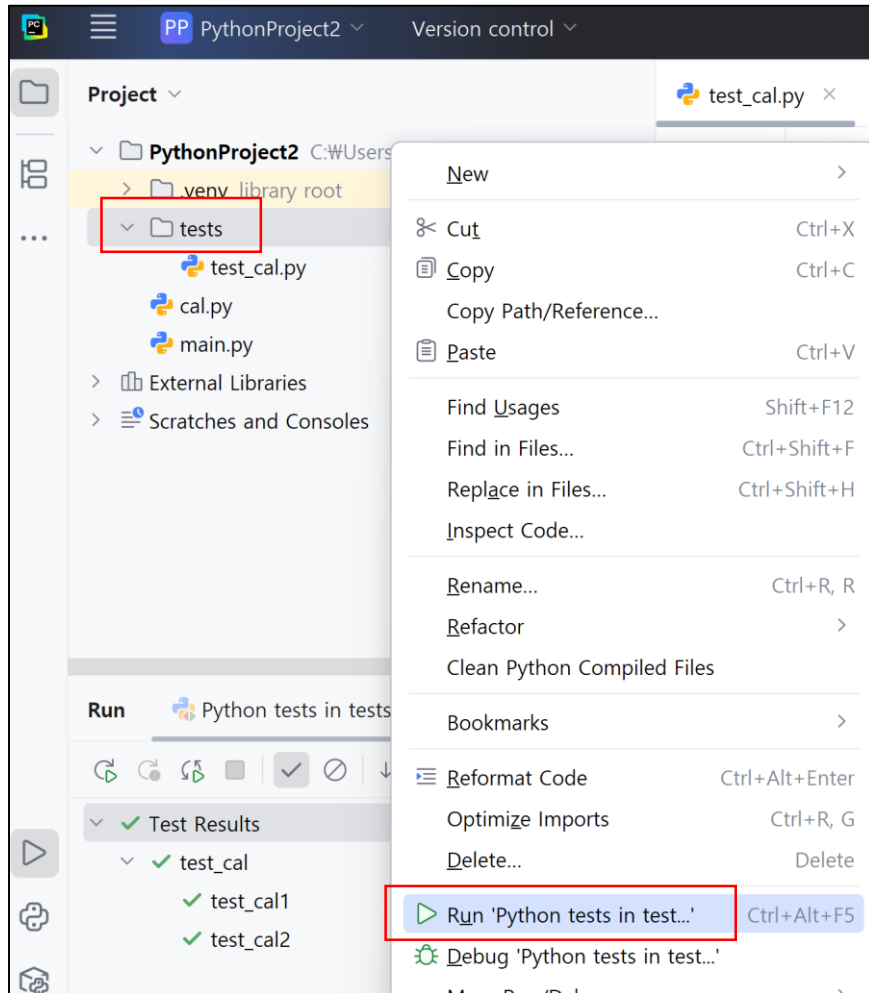 PC
PP PythonProject2 Version control
Project
test_cal.py
PythonProject2 C:₩Users
.venv library root
tests
test_cal.py
cal.py
main.py
External Libraries
Scratches and Consoles
New
Cut Ctrl+X
Copy Ctrl+C
Copy Path/Reference...
Paste Ctrl+V
Find Usages Shift+F12
Find in Files... Ctrl+Shift+F
Replace in Files... Ctrl+Shift+H
Inspect Code...
Rename... Ctrl+R, R
Refactor
Clean Python Compiled Files
Bookmarks
Reformat Code Ctrl+Alt+Enter
Optimize Imports Ctrl+R, G
Delete... Delete
Run 'Python tests in test...' Ctrl+Alt+F5
Debug 'Python tests in test...'
Run Python tests in tests
Test Results
test_cal
test_cal1
test_cal2